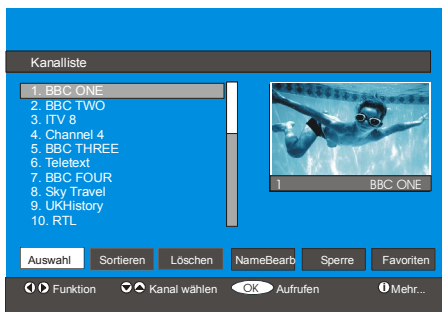 Kanalliste
1. BBC ONE
2. BBC TWO
3. ITV 8
4. Channel 4
5. BBC THREE
6. Teletext
7. BBC FOUR
8. Sky Travel
9. UKHistory
10. RTL
1 BBC ONE
Auswahl Sortieren Löschen NameBearb Sperre Favoriten
Funktion Kanal wählen OK Aufrufen i Mehr...